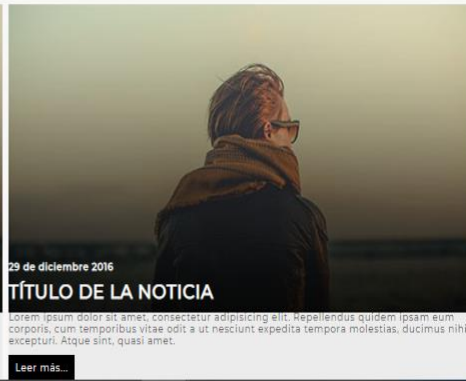 29 de diciembre 2016
TÍTULO DE LA NOTICIA
Lorem ipsum dolor sit amet, consectetur adipisicing elit. Repellendus quidem ipsam eum
corporis, cum temporibus vitae odit a ut nesciunt expedita tempora molestias, ducimus nihi
excepturi. Atque sint, quasi amet.
Leer más...